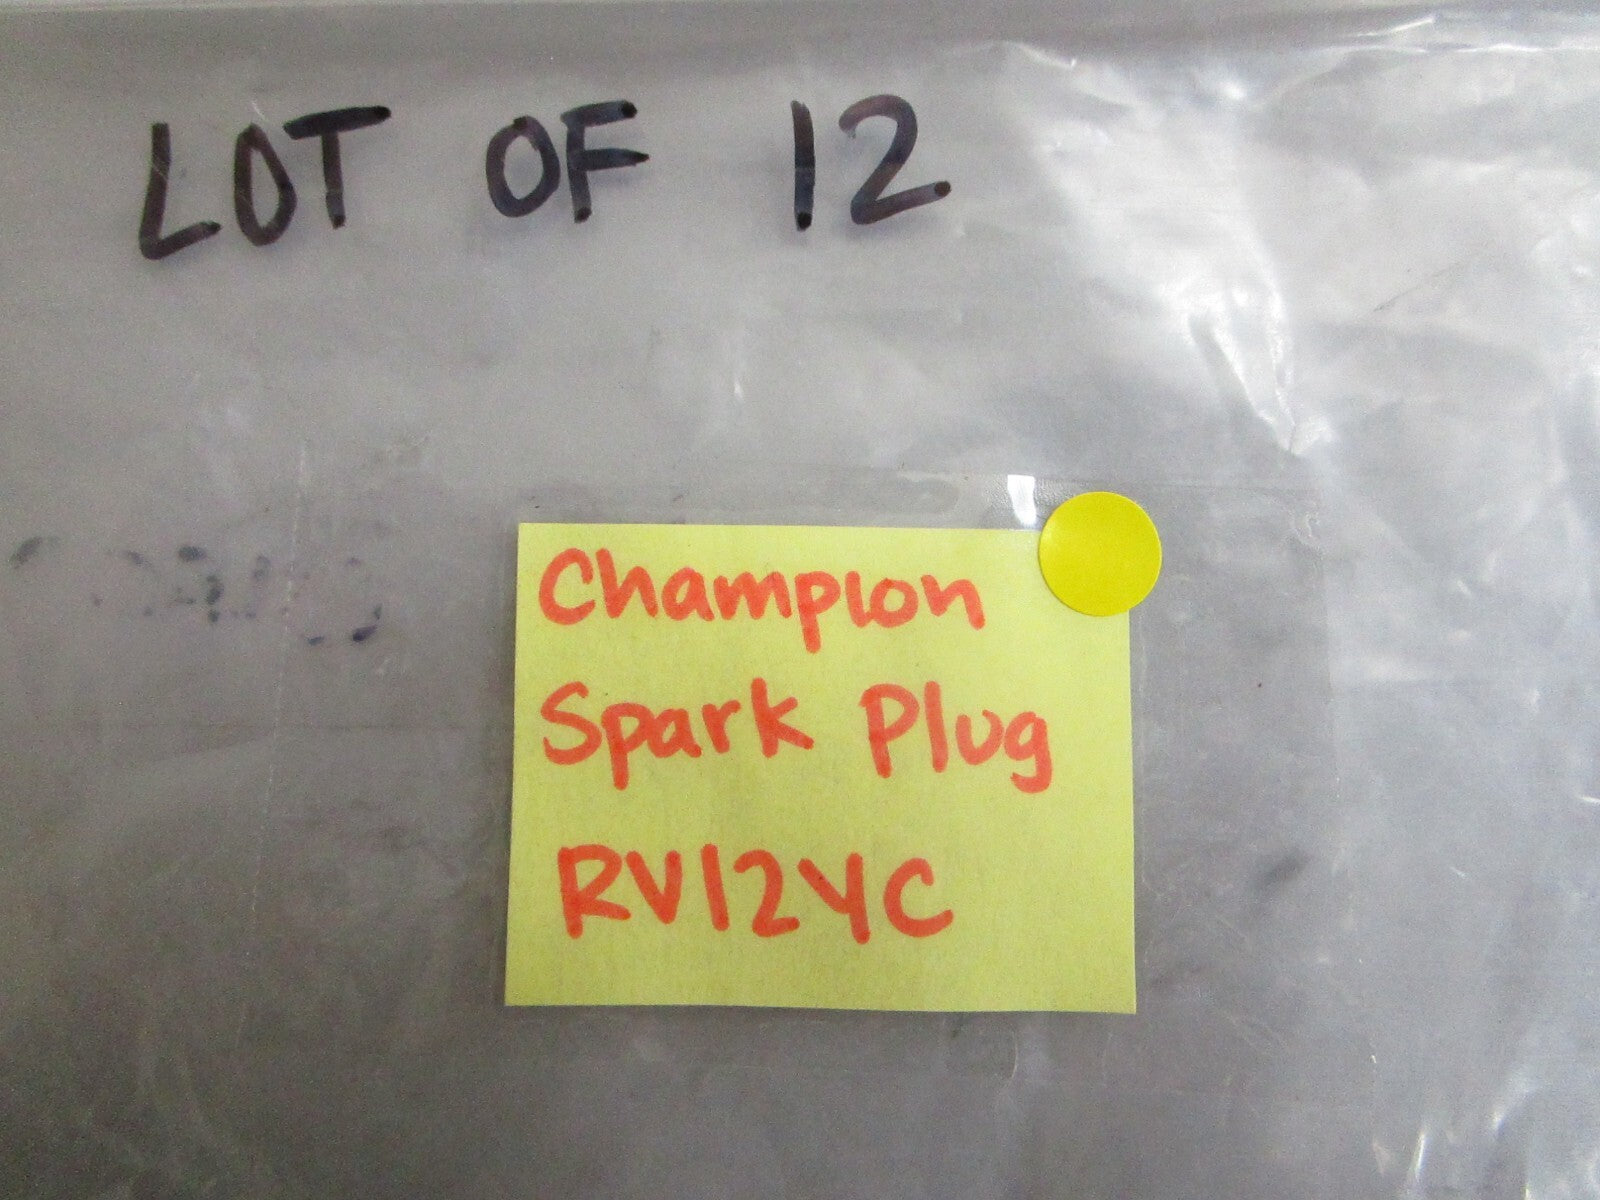 LOT OF 12
Champion
Spark Plug
RV12YC